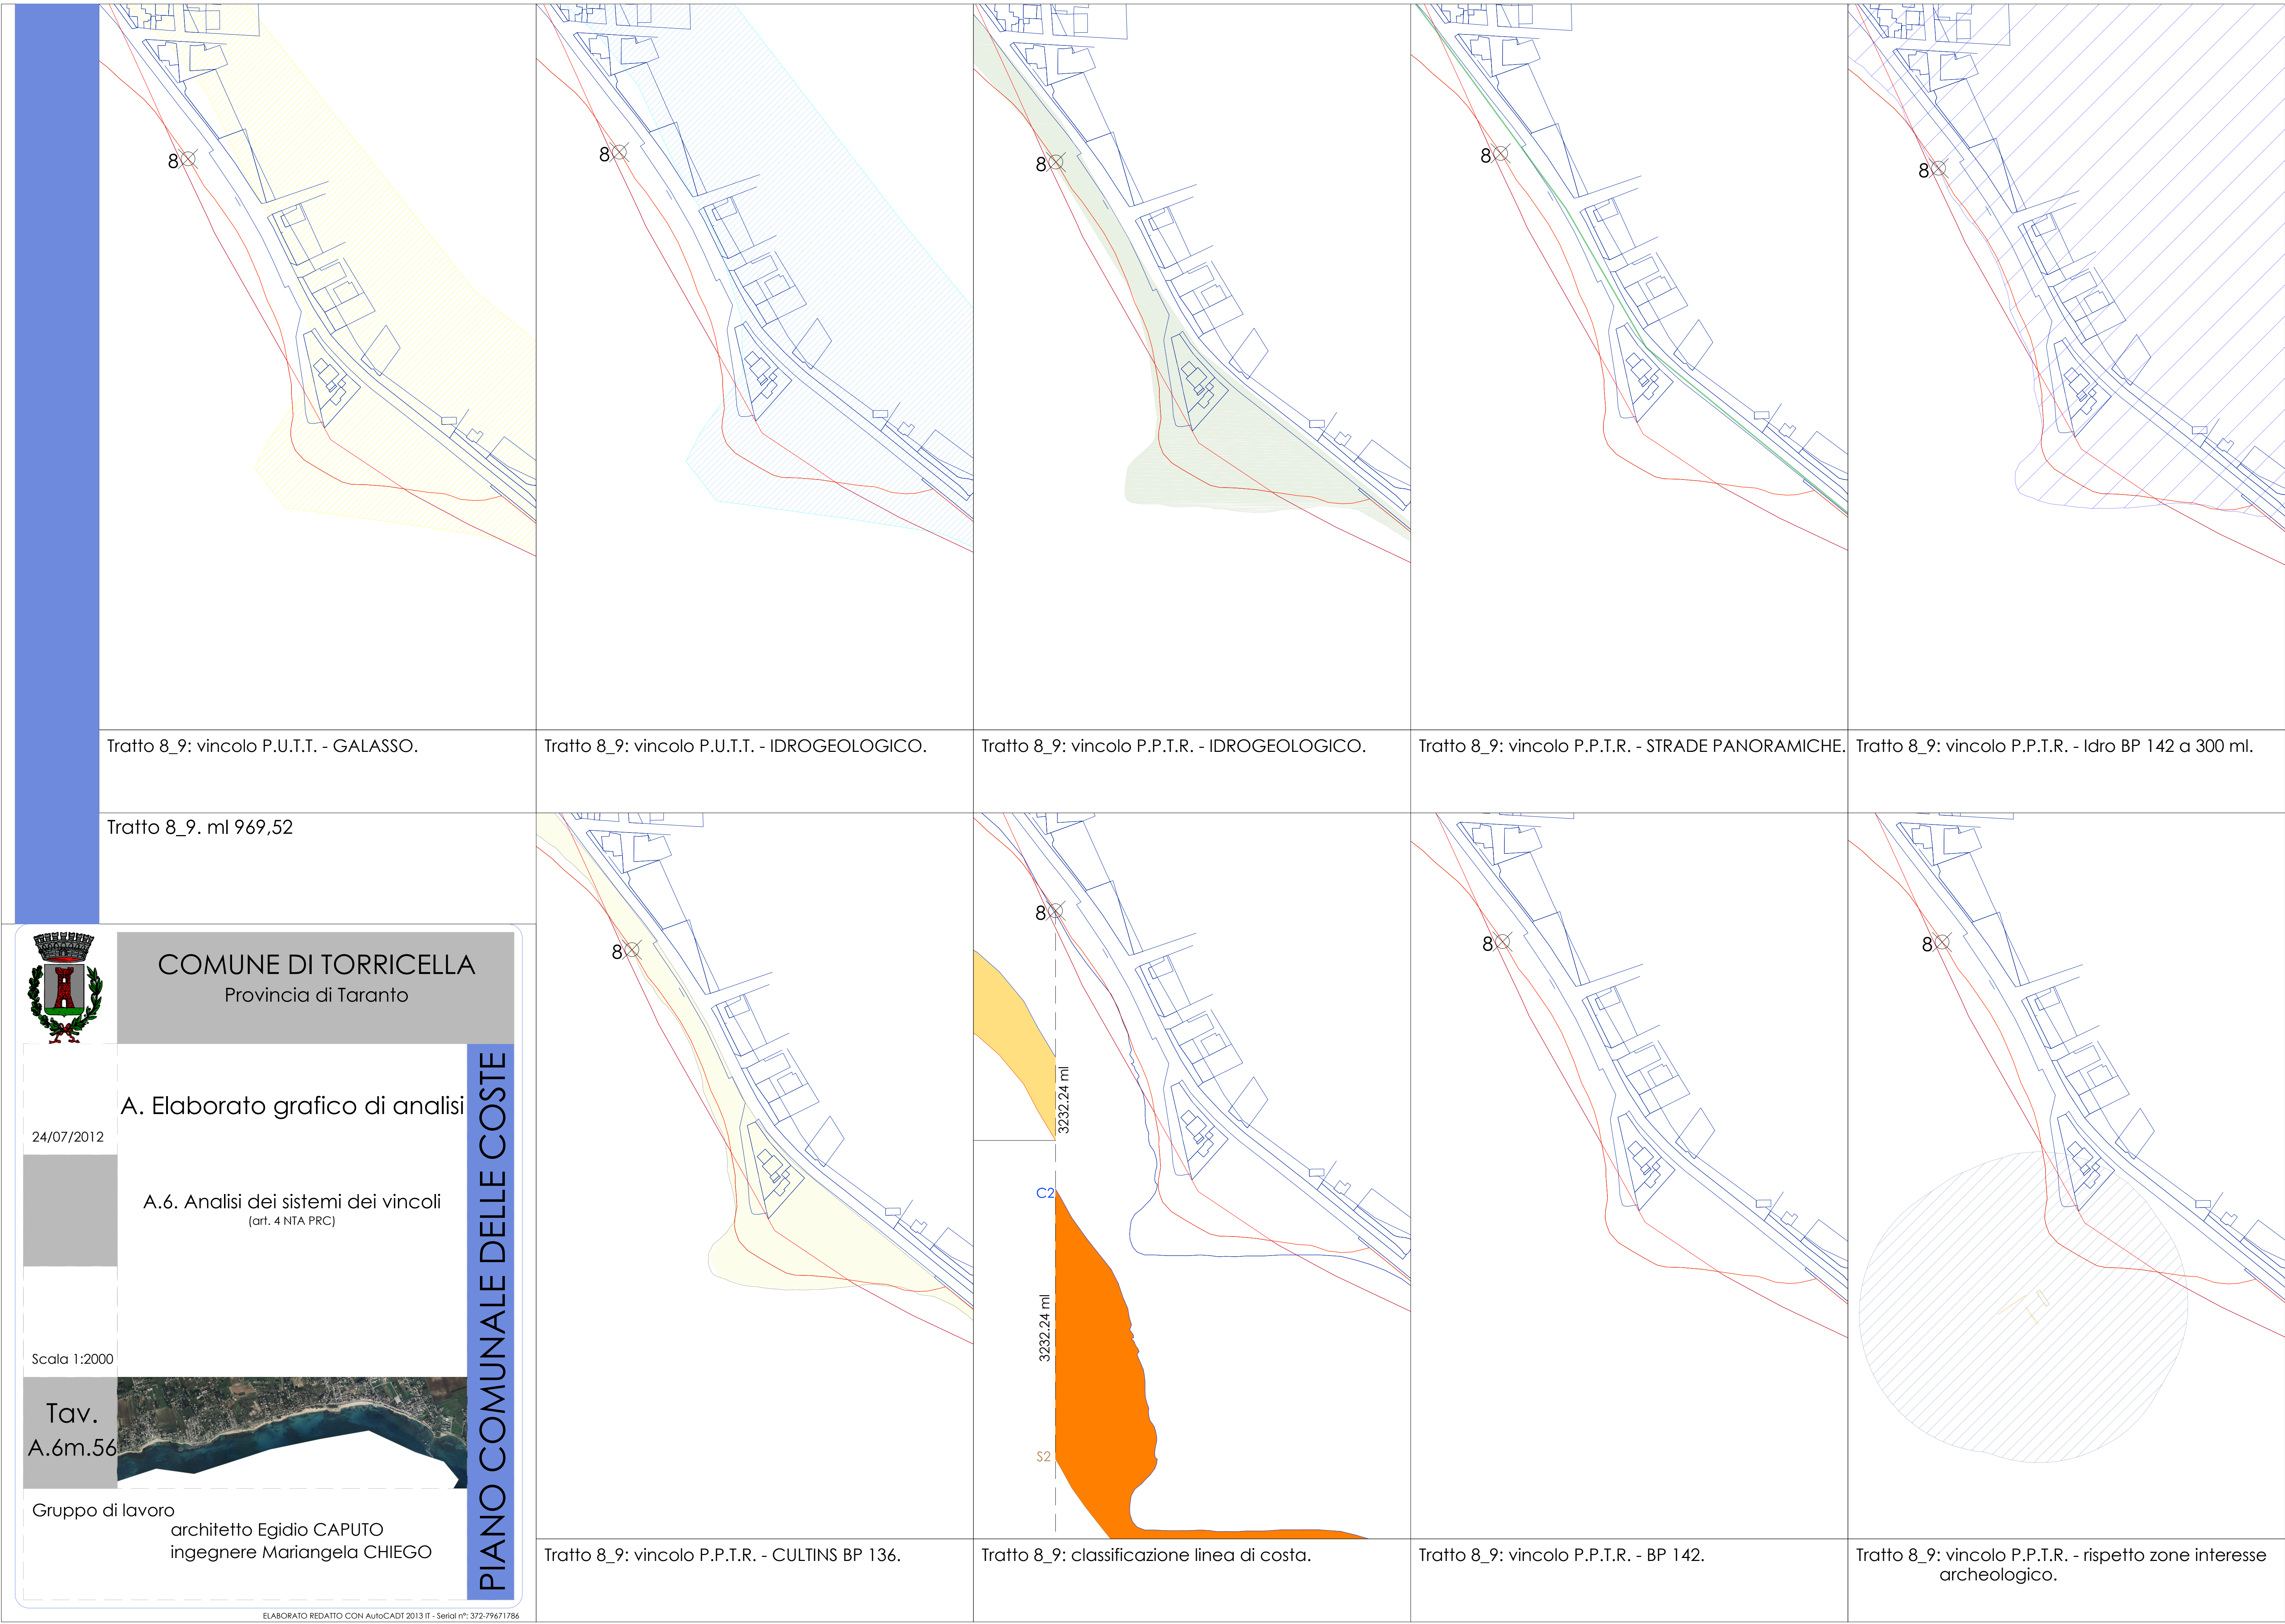 8
8
8
8
8
Tratto 8_9: vincolo P.U.T.T. - GALASSO.
Tratto 8_9: vincolo P.U.T.T. - IDROGEOLOGICO.
Tratto 8_9: vincolo P.P.T.R. - IDROGEOLOGICO.
Tratto 8_9: vincolo P.P.T.R. - STRADE PANORAMICHE.
Tratto 8_9: vincolo P.P.T.R. - Idro BP 142 a 300 ml.
Tratto 8_9. ml 969,52
COMUNE DI TORRICELLA
Provincia di Taranto
A. Elaborato grafico di analisi
24/07/2012
A.6. Analisi dei sistemi dei vincoli
(art. 4 NTA PRC)
Scala 1:2000
Tav.
A.6m.56
PIANO COMUNALE DELLE COSTE
Gruppo di lavoro
architetto Egidio CAPUTO
ingegnere Mariangela CHIEGO
ELABORATO REDATTO CON AutoCADT 2013 IT - Serial n°: 372-79671786
8
8
3232.24 ml
C2
3232.24 ml
S2
8
8
Tratto 8_9: vincolo P.P.T.R. - CULTINS BP 136.
Tratto 8_9: classificazione linea di costa.
Tratto 8_9: vincolo P.P.T.R. - BP 142.
Tratto 8_9: vincolo P.P.T.R. - rispetto zone interesse
archeologico.